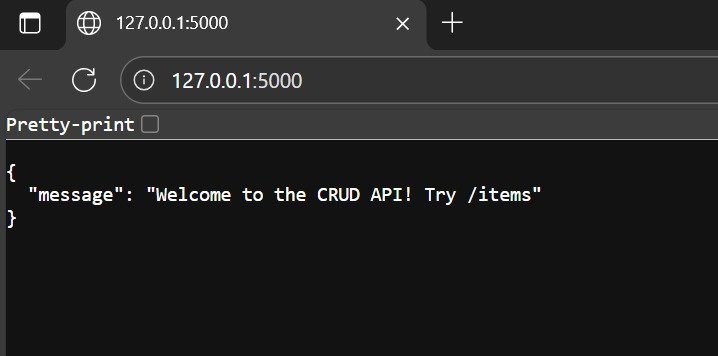 127.0.0.1:5000
127.0.0.1:5000
Pretty-print
{
"message": "Welcome to the CRUD API! Try /items"
}